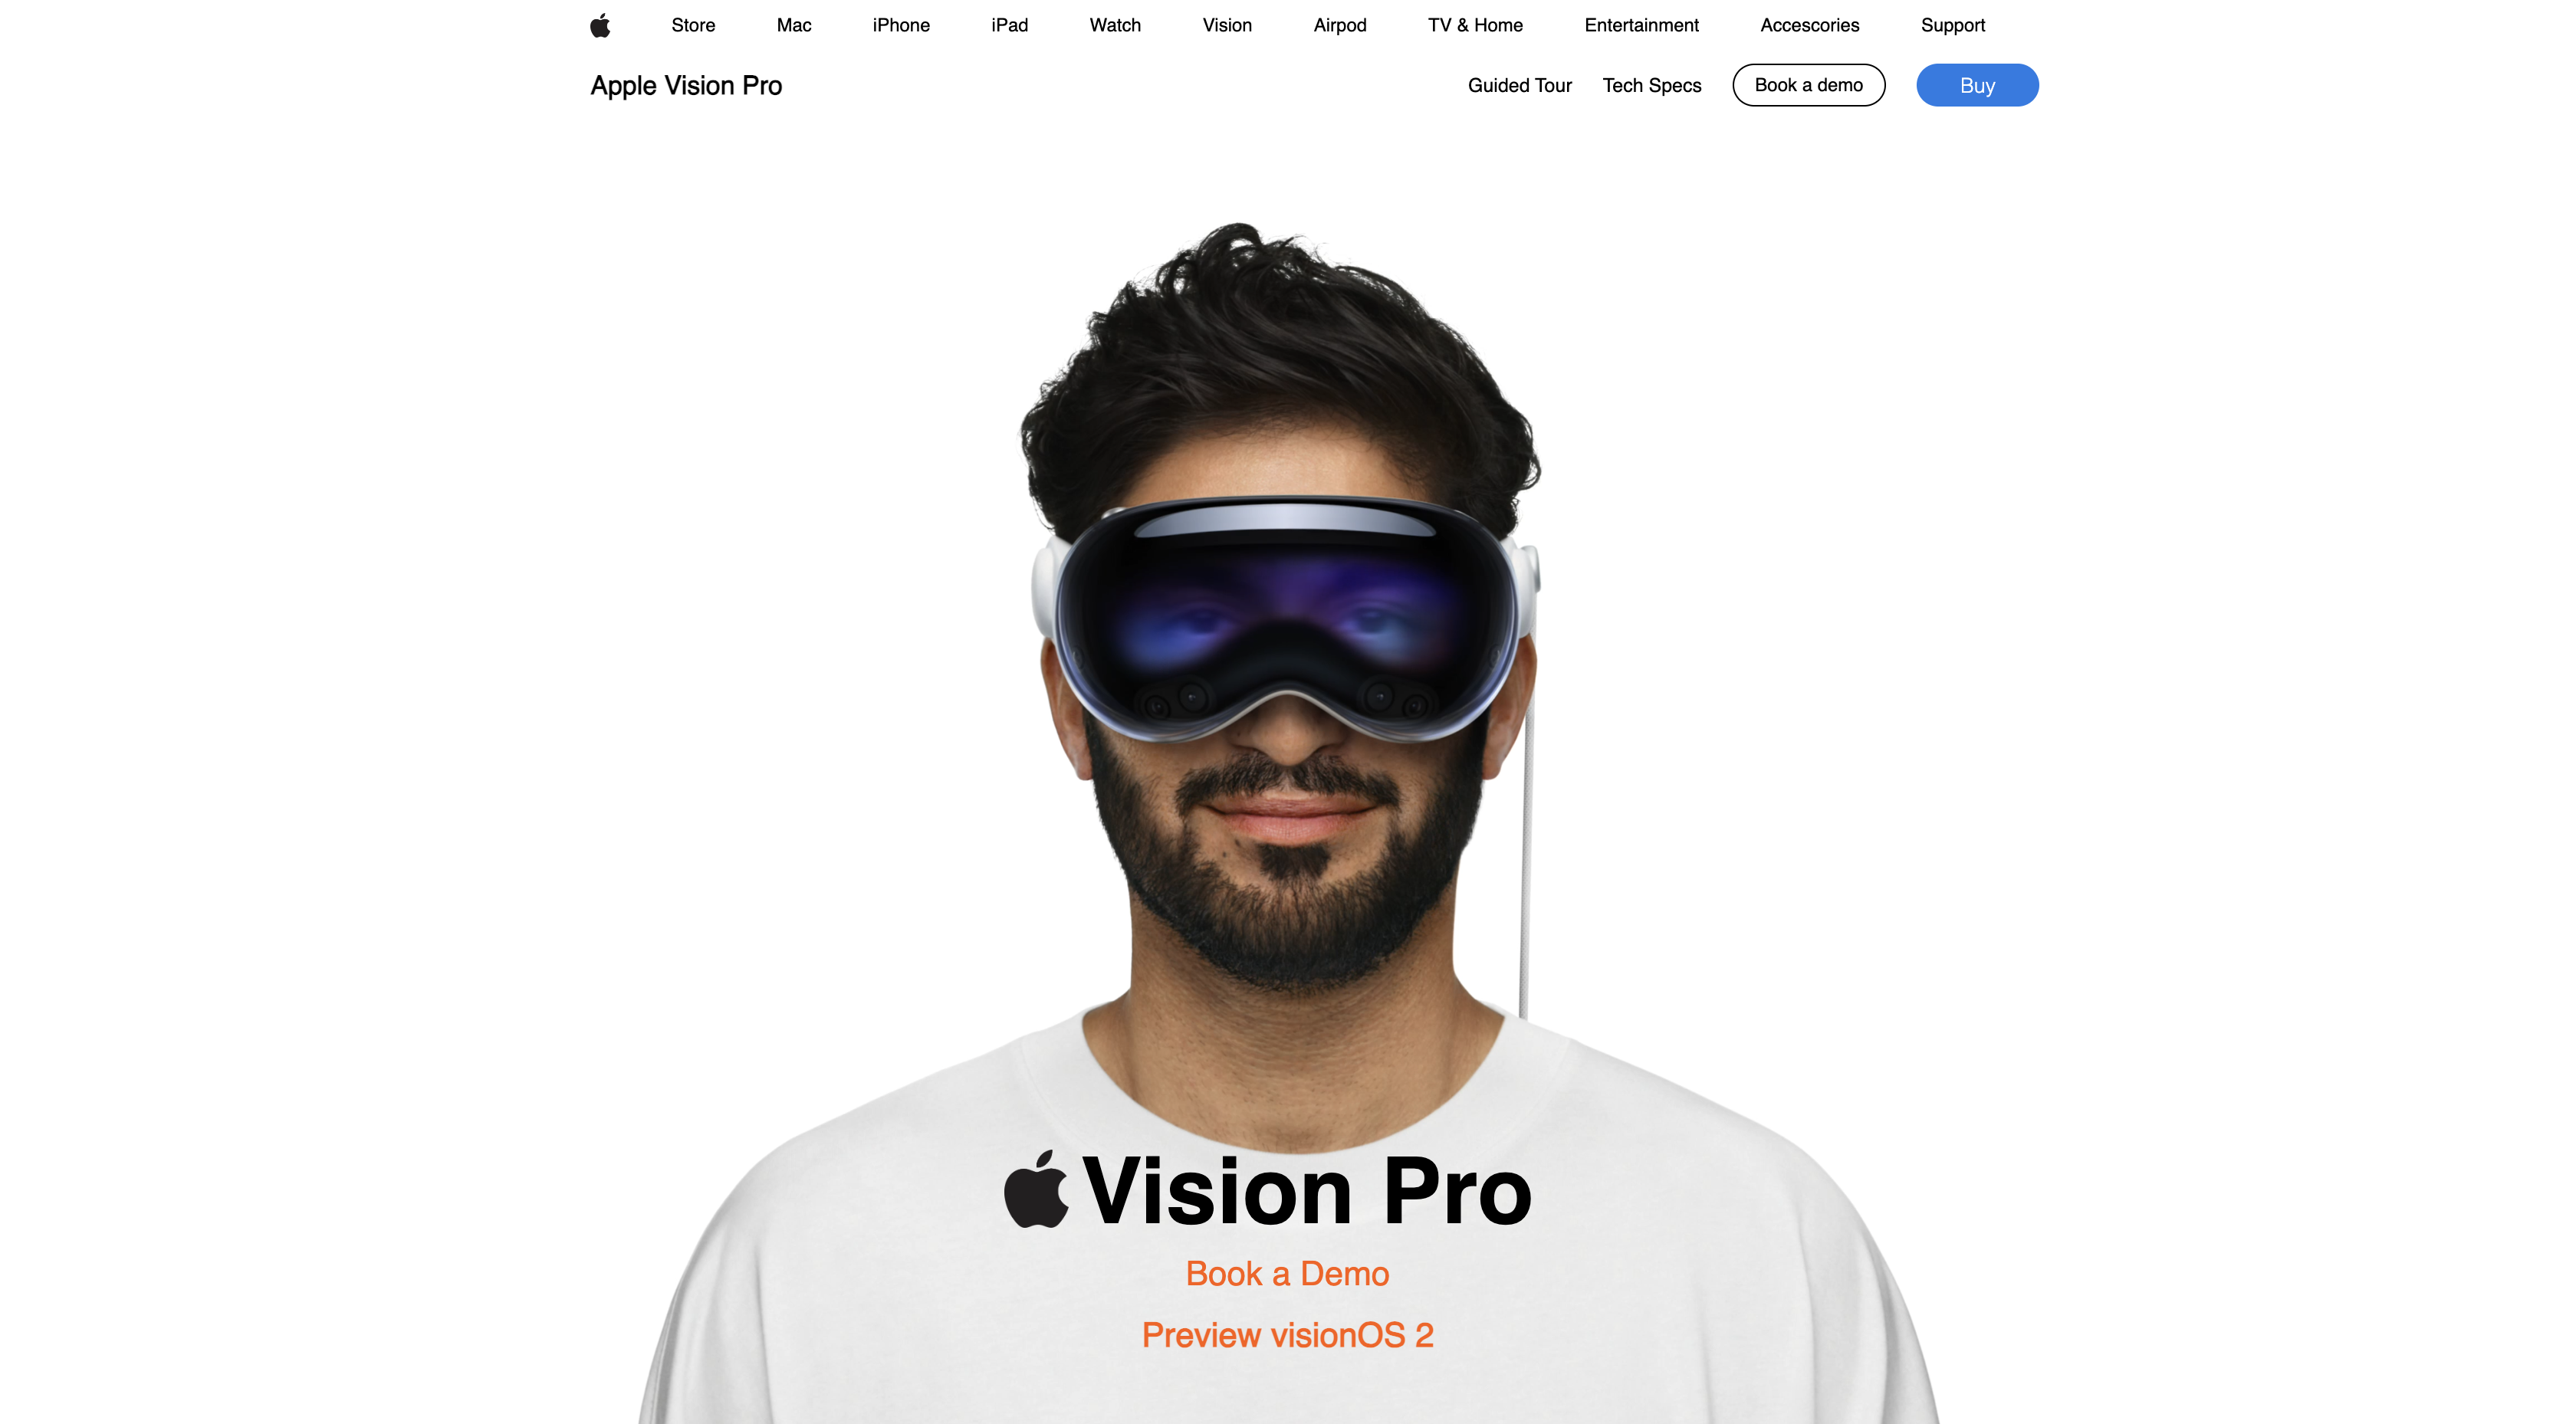 Store Mac iPhone iPad Watch Vision Airpod TV & Home Entertainment Accescories Support
Apple Vision Pro Guided Tour Tech Specs Book a demo Buy
Vision Pro
Book a Demo
Preview visionOS 2